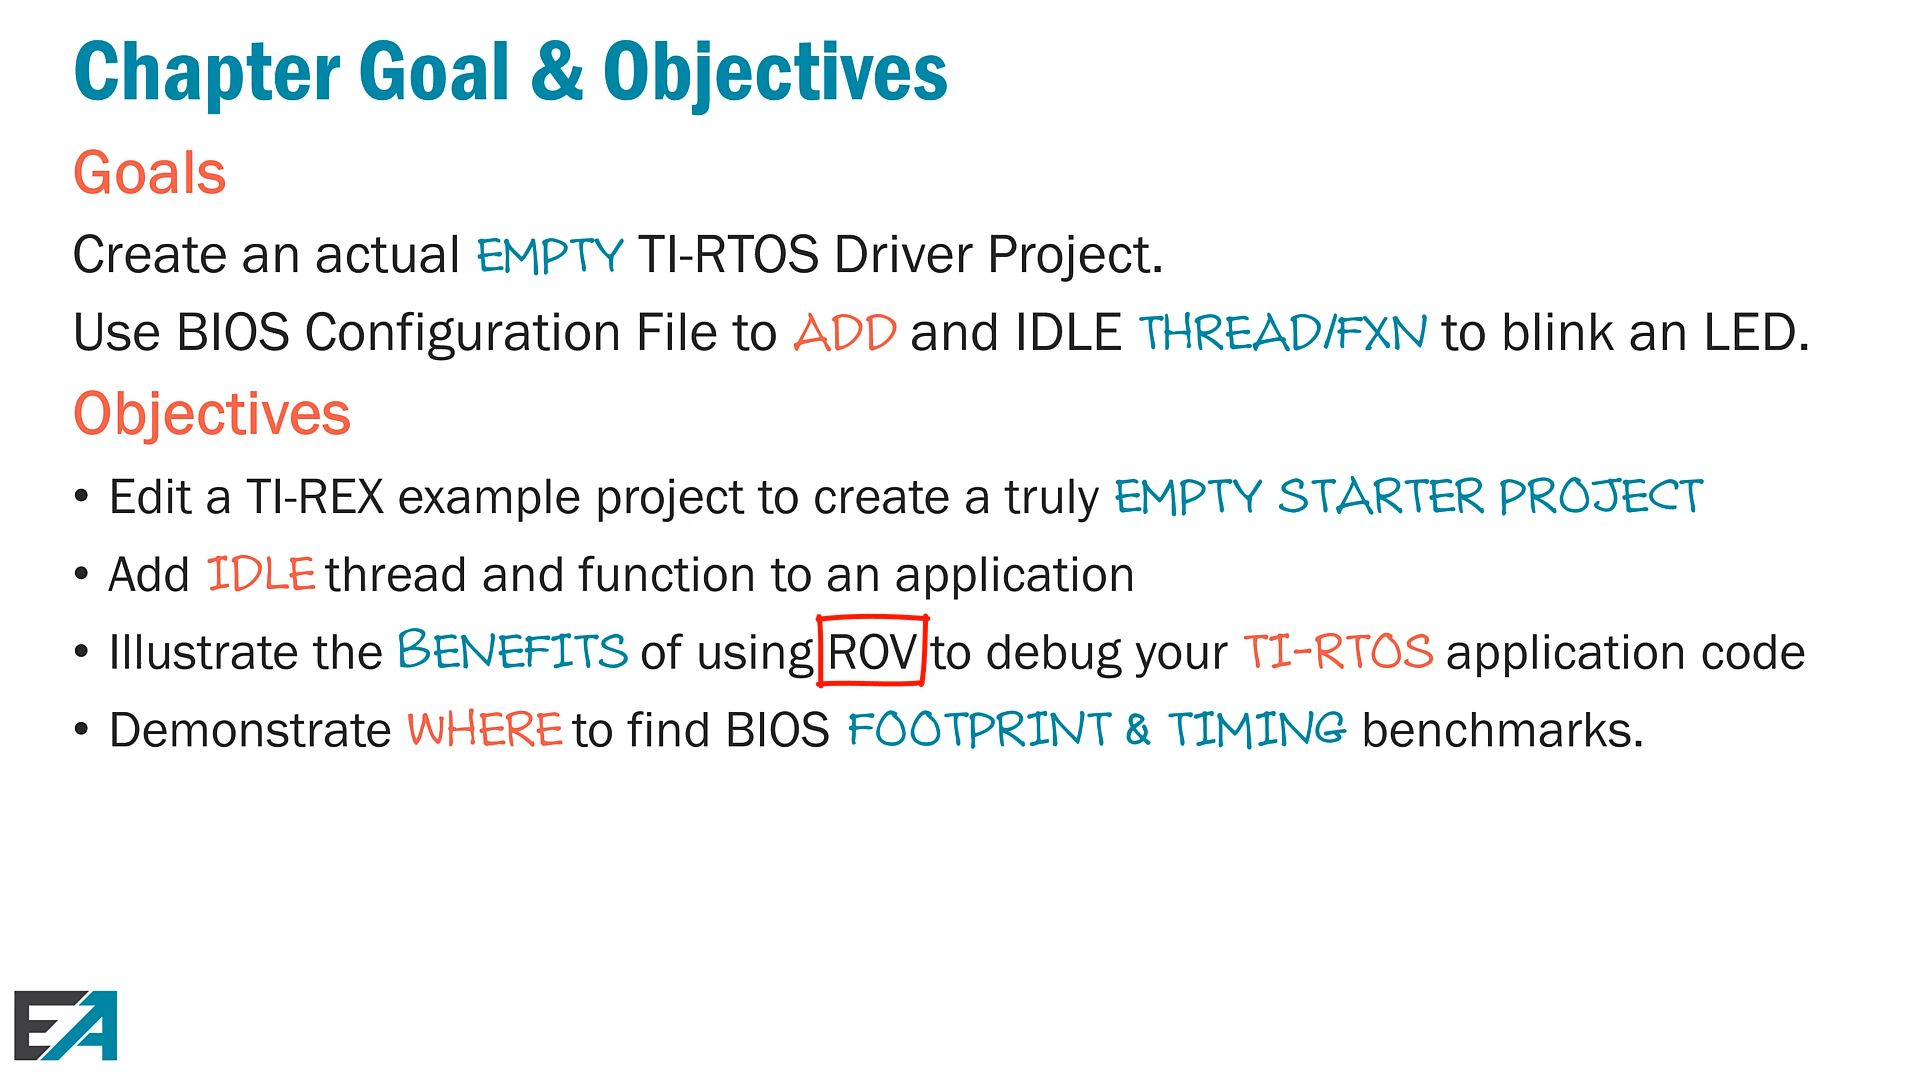 Chapter Goal & Objectives
Goals
Create an actual EMPTY TI-RTOS Driver Project.
Use BIOS Configuration File to ADD and IDLE THREAD/FXN to blink an LED.
Objectives
• Edit a TI-REX example project to create a truly EMPTY STARTER PROJECT
• Add IDLE thread and function to an application
• Illustrate the BENEFITS of using ROV to debug your TI-RTOS application code
• Demonstrate WHERE to find BIOS FOOTPRINT & TIMING benchmarks.
EA